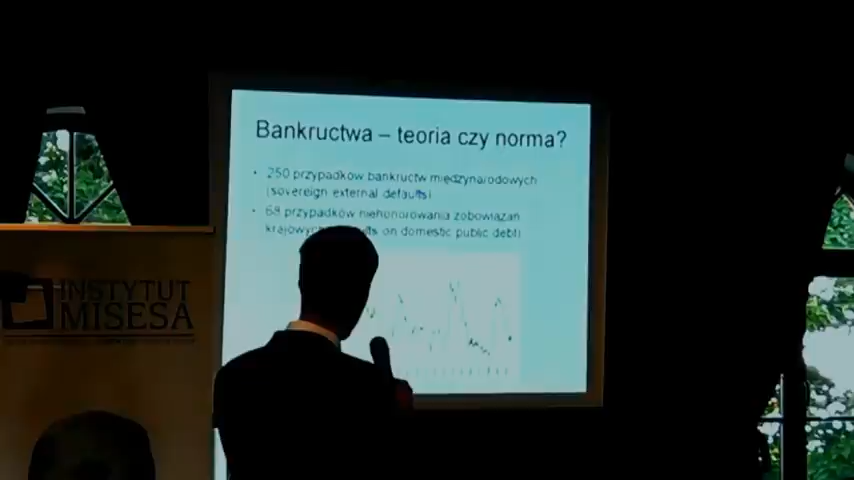 Bankructwa – teoria czy norma?
• 250 przypadków bankructw międzynarodowych
(sovereign external defaults)
• 68 przypadków niehonorowania zobowiązań
krajowych on domestic public debt)
INSTYTUT
MISESA